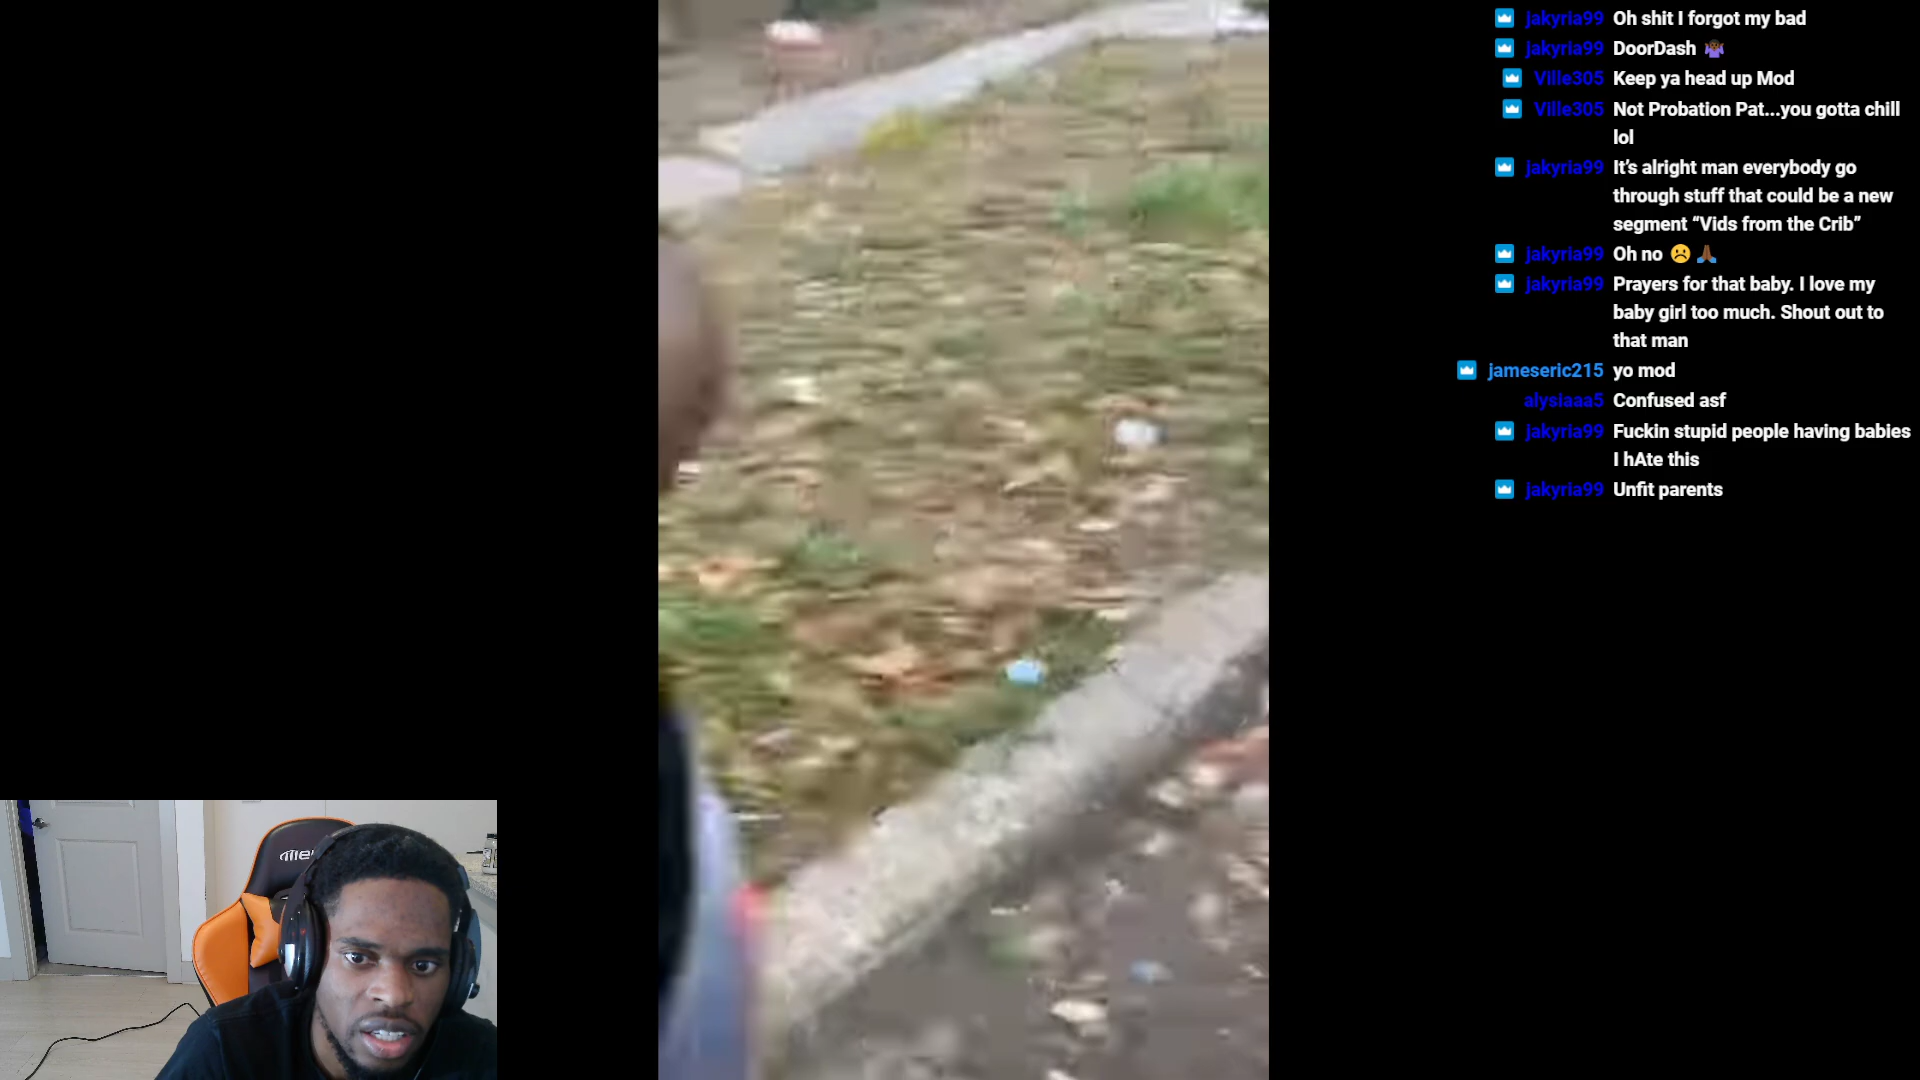 jakyria99 Oh shit I forgot my bad
jakyria99 DoorDash 🤷🏾‍♀️
Ville305 Keep ya head up Mod
Ville305 Not Probation Pat...you gotta chill
lol
jakyria99 It’s alright man everybody go
through stuff that could be a new
segment “Vids from the Crib”
jakyria99 Oh no ☹️ 🙏🏾
jakyria99 Prayers for that baby. I love my
baby girl too much. Shout out to
that man
jameseric215 yo mod
alysiaaa5 Confused asf
jakyria99 Fuckin stupid people having babies
I hAte this
jakyria99 Unfit parents